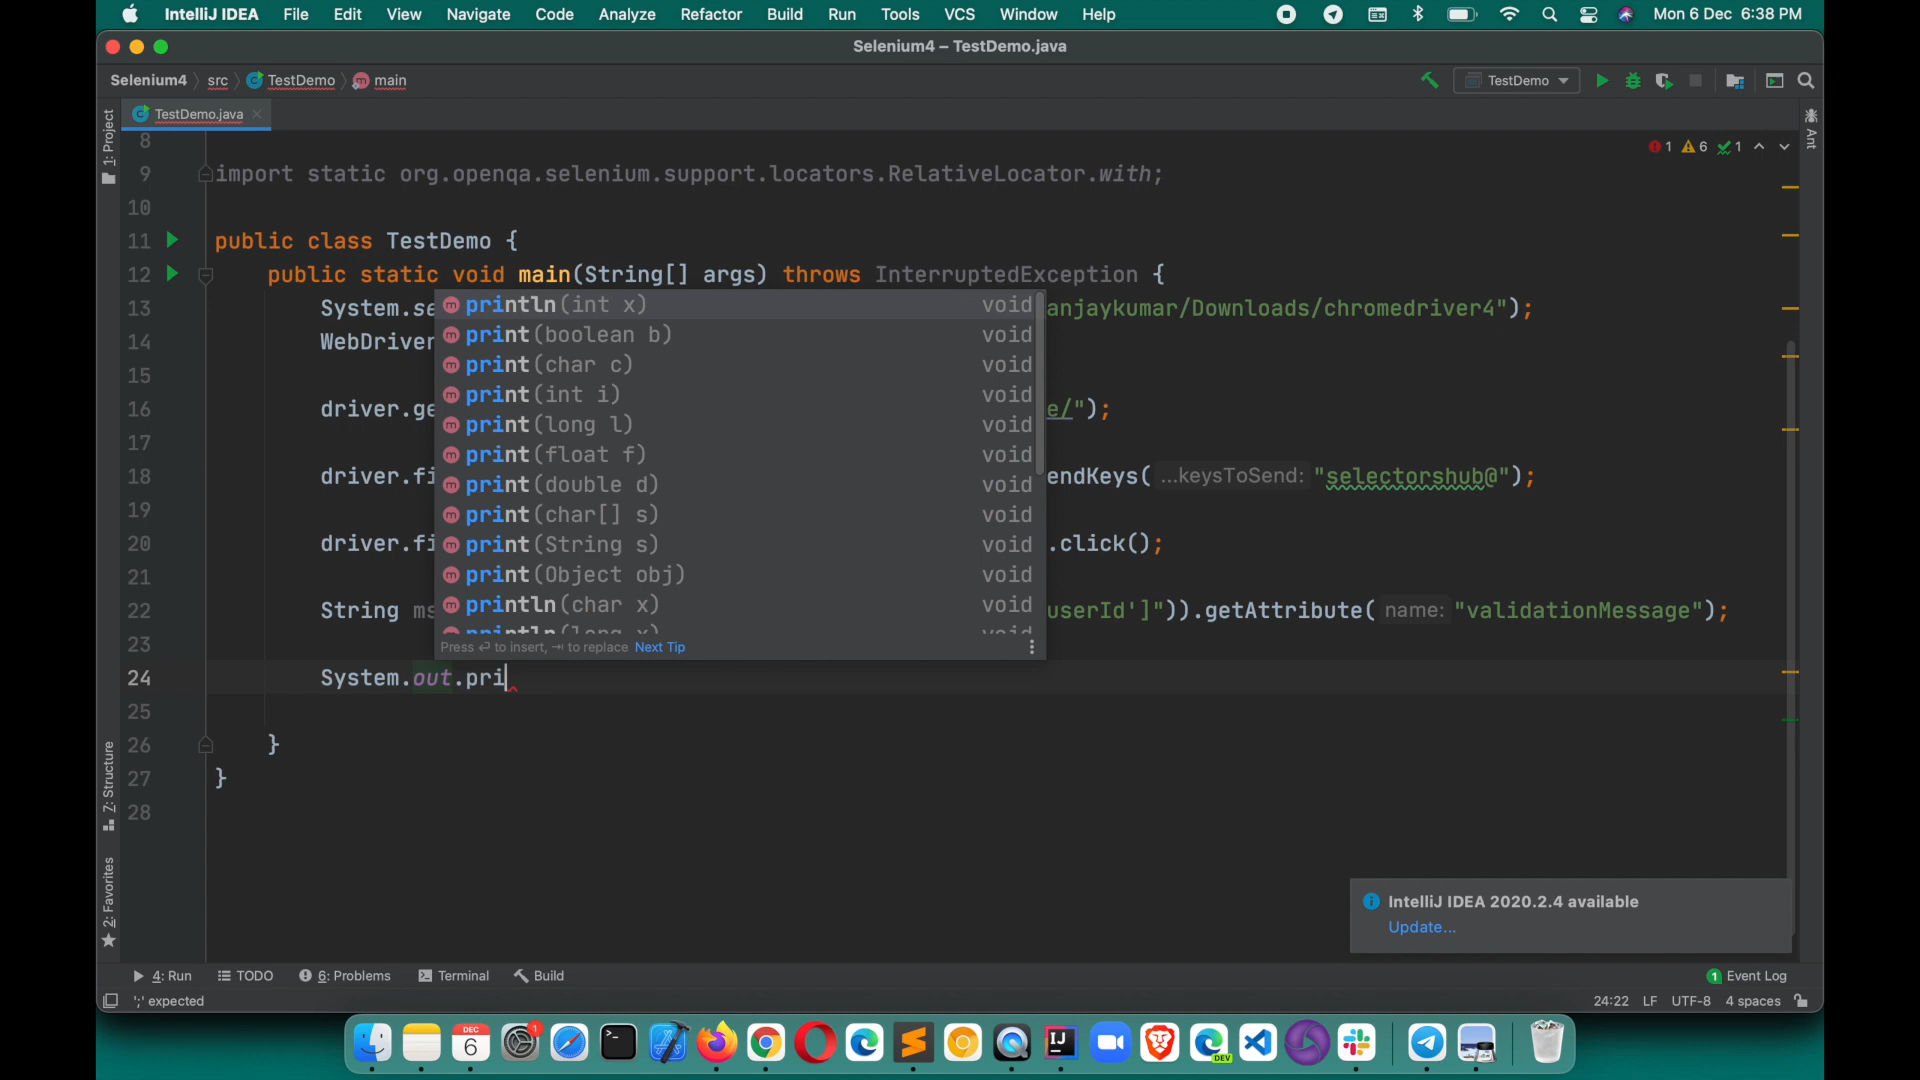 IntelliJ IDEA File Edit View Navigate Code Analyze Refactor Build Run Tools VCS Window Help Mon 6 Dec 6:38 PM
Selenium4 – TestDemo.java
Selenium4 src TestDemo main TestDemo
TestDemo.java
1: Project
Ant
8
1 6 1
9 import static org.openqa.selenium.support.locators.RelativeLocator.with;
10
11 public class TestDemo {
12 public static void main(String[] args) throws InterruptedException {
13 System.se anjaykumar/Downloads/chromedriver4");
14 WebDriver
15
16 driver.ge e/");
17
18 driver.fi endKeys( ...keysToSend: "selectorshub@");
19
20 driver.fi .click();
21
22 String ms userId']")).getAttribute( name: "validationMessage");
23
24 System.out.pri
25
26 }
27 }
28
println(int x) void
print(boolean b) void
print(char c) void
print(int i) void
print(long l) void
print(float f) void
print(double d) void
print(char[] s) void
print(String s) void
print(Object obj) void
println(char x) void
println(long x) void
Press ⏎ to insert, ⇥ to replace Next Tip
Z: Structure
2: Favorites
IntelliJ IDEA 2020.2.4 available
Update...
4: Run TODO 6: Problems Terminal Build 1 Event Log
';' expected 24:22 LF UTF-8 4 spaces
DEC
6
1
IJ
DEV